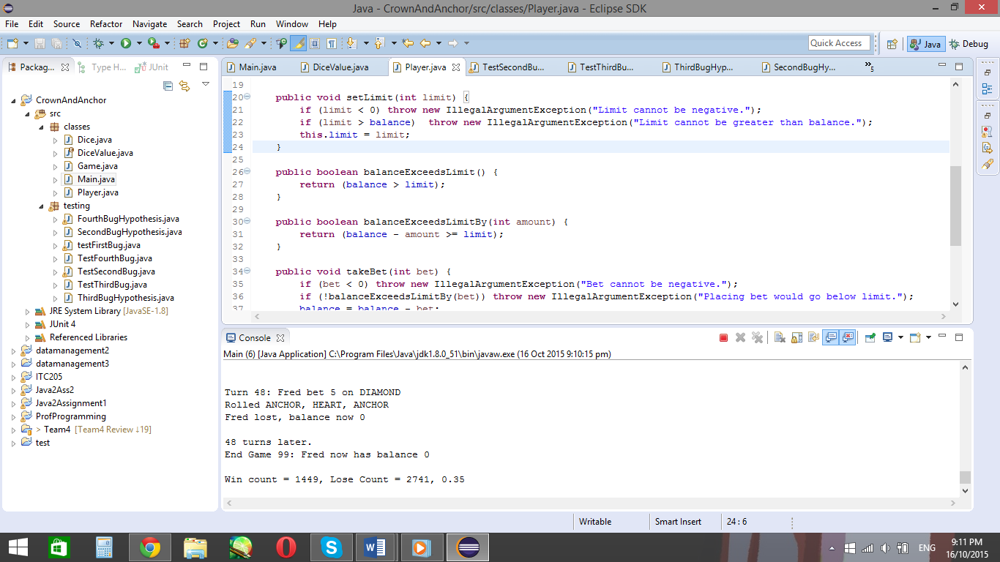 Java - CrownAndAnchor/src/classes/Player.java - Eclipse SDK
File Edit Source Refactor Navigate Search Project Run Window Help
Quick Access Java Debug
Packag... Type H... JUnit
CrownAndAnchor
src
classes
Dice.java
DiceValue.java
Game.java
Main.java
Player.java
testing
FourthBugHypothesis.java
SecondBugHypothesis.java
testFirstBug.java
TestFourthBug.java
TestSecondBug.java
TestThirdBug.java
ThirdBugHypothesis.java
JRE System Library [JavaSE-1.8]
JUnit 4
Referenced Libraries
datamanagement2
datamanagement3
ITC205
Java2Ass2
Java2Assignment1
ProfProgramming
> Team4 [Team4 Review ↓19]
test
Main.java DiceValue.java Player.java TestSecondBu... TestThirdBu... ThirdBugHyp... SecondBugHy... »5
19
20 public void setLimit(int limit) {
21 if (limit < 0) throw new IllegalArgumentException("Limit cannot be negative.");
22 if (limit > balance)  throw new IllegalArgumentException("Limit cannot be greater than balance.");
23 this.limit = limit;
24 }
25
26 public boolean balanceExceedsLimit() {
27 return (balance > limit);
28 }
29
30 public boolean balanceExceedsLimitBy(int amount) {
31 return (balance - amount >= limit);
32 }
33
34 public void takeBet(int bet) {
35 if (bet < 0) throw new IllegalArgumentException("Bet cannot be negative.");
36 if (!balanceExceedsLimitBy(bet)) throw new IllegalArgumentException("Placing bet would go below limit.");
37 balance = balance - bet;
Console
Main (6) [Java Application] C:\Program Files\Java\jdk1.8.0_51\bin\javaw.exe (16 Oct 2015 9:10:15 pm)
Turn 48: Fred bet 5 on DIAMOND
Rolled ANCHOR, HEART, ANCHOR
Fred lost, balance now 0
48 turns later.
End Game 99: Fred now has balance 0
Win count = 1449, Lose Count = 2741, 0.35
Writable Smart Insert 24 : 6
ENG
9:11 PM
16/10/2015